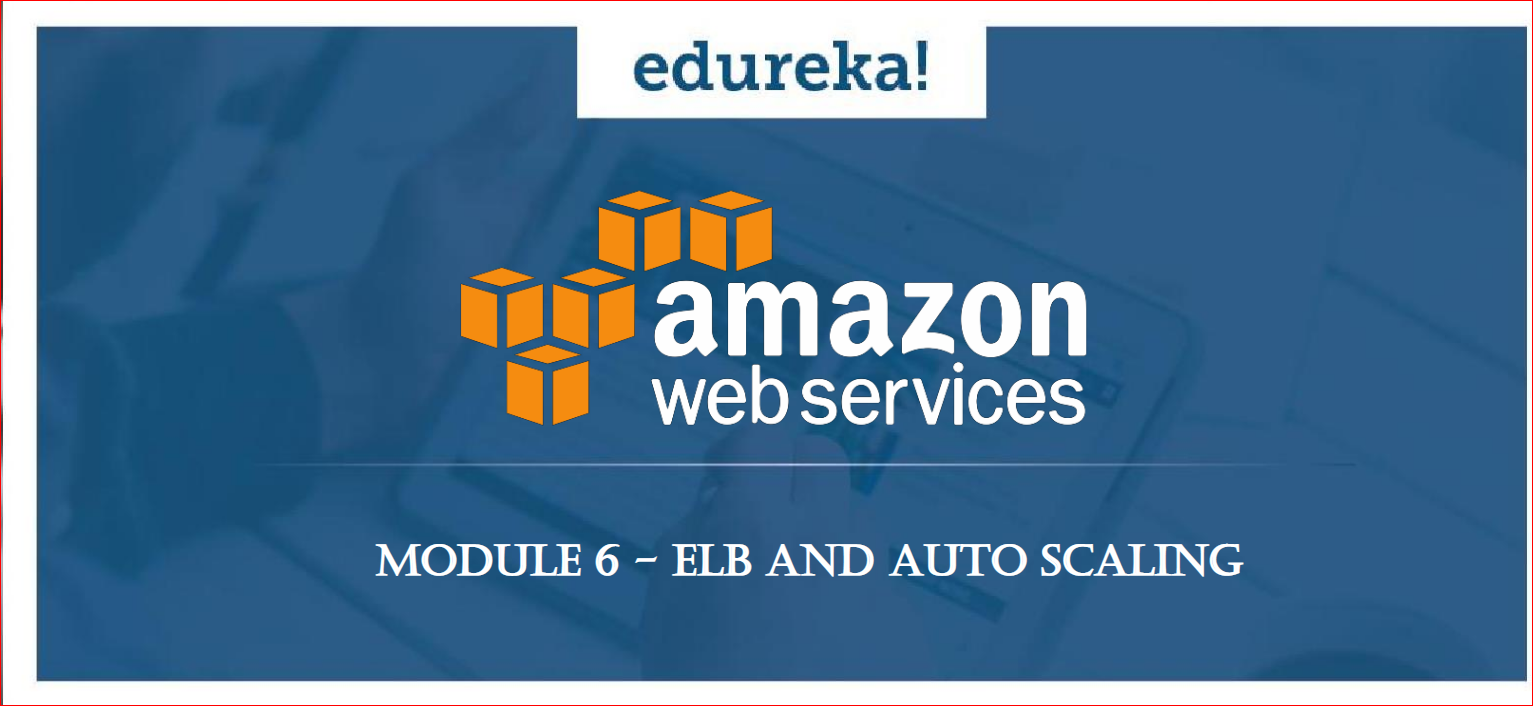 edureka!
amazon
web services
MODULE 6 – ELB AND AUTO SCALING